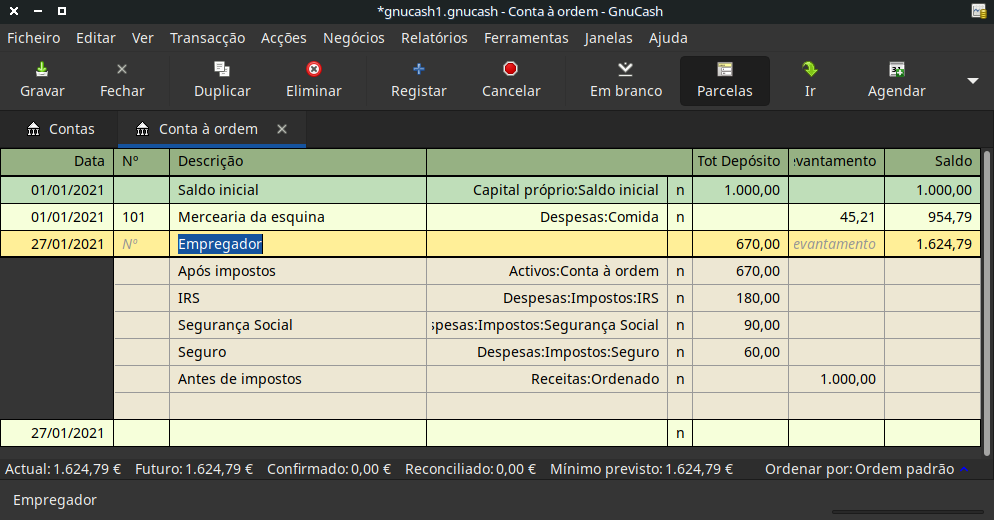 *gnucash1.gnucash - Conta à ordem - GnuCash
Ficheiro Editar Ver Transacção Acções Negócios Relatórios Ferramentas Janelas Ajuda
Gravar Fechar Duplicar Eliminar Registar Cancelar Em branco Parcelas Ir Agendar
Contas Conta à ordem
Data Nº Descrição Tot Depósito evantamento Saldo
01/01/2021 Saldo inicial Capital próprio:Saldo inicial n 1.000,00 1.000,00
01/01/2021 101 Mercearia da esquina Despesas:Comida n 45,21 954,79
27/01/2021 Nº Empregador 670,00 evantamento 1.624,79
Após impostos Activos:Conta à ordem n 670,00
IRS Despesas:Impostos:IRS n 180,00
Segurança Social spesas:Impostos:Segurança Social n 90,00
Seguro Despesas:Impostos:Seguro n 60,00
Antes de impostos Receitas:Ordenado n 1.000,00
27/01/2021 n
Actual: 1.624,79 € Futuro: 1.624,79 € Confirmado: 0,00 € Reconciliado: 0,00 € Mínimo previsto: 1.624,79 € Ordenar por: Ordem padrão
Empregador